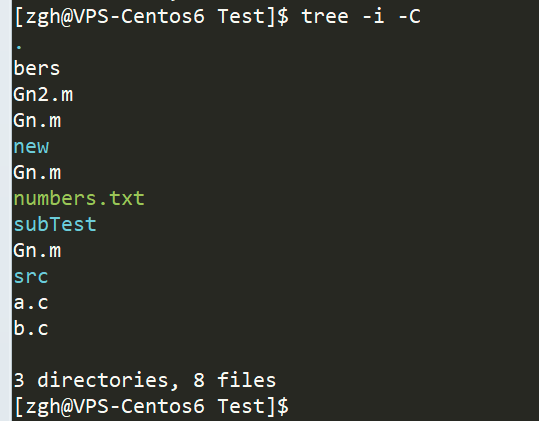 [zgh@VPS-Centos6 Test]$ tree -i -C
.
bers
Gn2.m
Gn.m
new
Gn.m
numbers.txt
subTest
Gn.m
src
a.c
b.c
3 directories, 8 files
[zgh@VPS-Centos6 Test]$